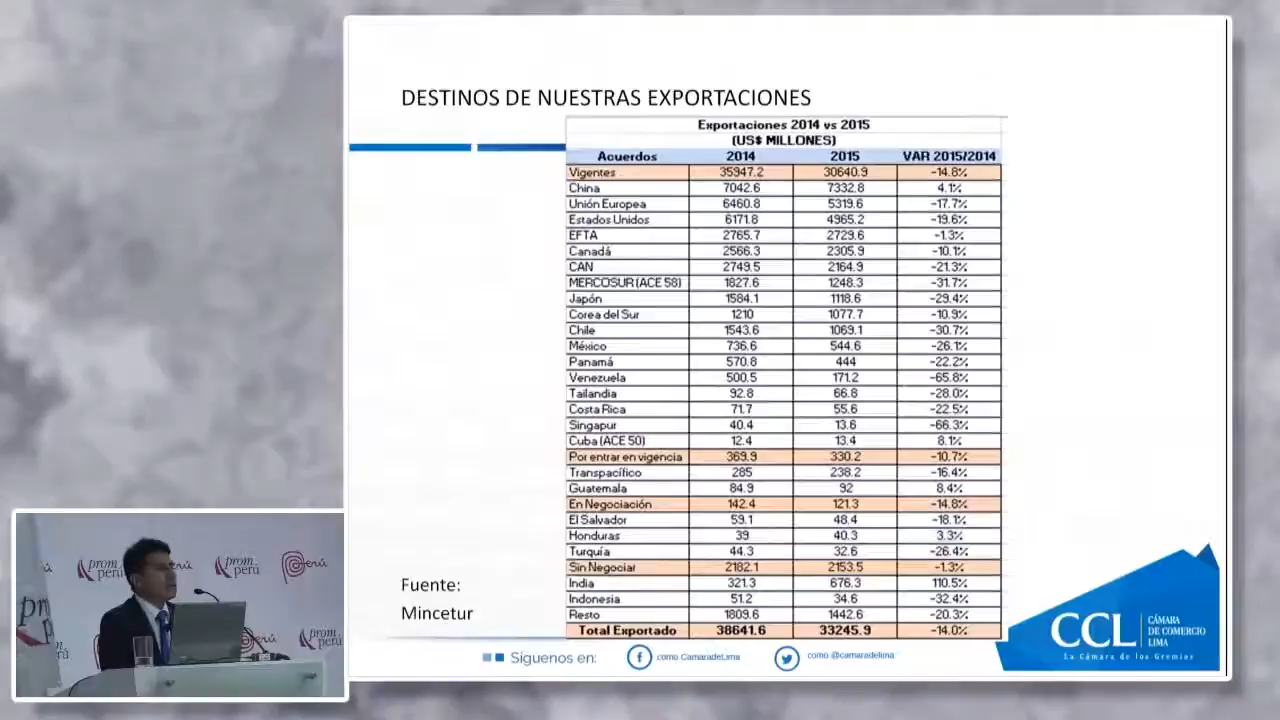 DESTINOS DE NUESTRAS EXPORTACIONES
Exportaciones 2014 vs 2015
(US$ MILLONES)
Acuerdos 2014 2015 VAR 2015/2014
Vigentes 35947.2 30640.9 -14.8%
China 7042.6 7332.8 4.1%
Unión Europea 6460.8 5319.6 -17.7%
Estados Unidos 6171.8 4965.2 -19.6%
EFTA 2765.7 2729.6 -1.3%
Canadá 2566.3 2305.9 -10.1%
CAN 2749.5 2164.9 -21.3%
MERCOSUR (ACE 58) 1827.6 1248.3 -31.7%
Japón 1584.1 1118.6 -29.4%
Corea del Sur 1210 1077.7 -10.9%
Chile 1543.6 1069.1 -30.7%
México 736.6 544.6 -26.1%
Panamá 570.8 444 -22.2%
Venezuela 500.5 171.2 -65.8%
Tailandia 92.8 66.8 -28.0%
Costa Rica 71.7 55.6 -22.5%
Singapur 40.4 13.6 -66.3%
Cuba (ACE 50) 12.4 13.4 8.1%
Por entrar en vigencia 369.9 330.2 -10.7%
Transpacífico 285 238.2 -16.4%
Guatemala 84.9 92 8.4%
En Negociación 142.4 121.3 -14.8%
El Salvador 59.1 48.4 -18.1%
Honduras 39 40.3 3.3%
Turquía 44.3 32.6 -26.4%
Sin Negociar 2182.1 2153.5 -1.3%
India 321.3 676.3 110.5%
Indonesia 51.2 34.6 -32.4%
Resto 1809.6 1442.6 -20.3%
Total Exportado 38641.6 33245.9 -14.0%
Fuente:
Mincetur
Síguenos en: como CamaradeLima como @camaradelima
CCL CÁMARA
DE COMERCIO
LIMA
La Cámara de los Gremios
prom
perú
prom
perú
Perú
prom
perú